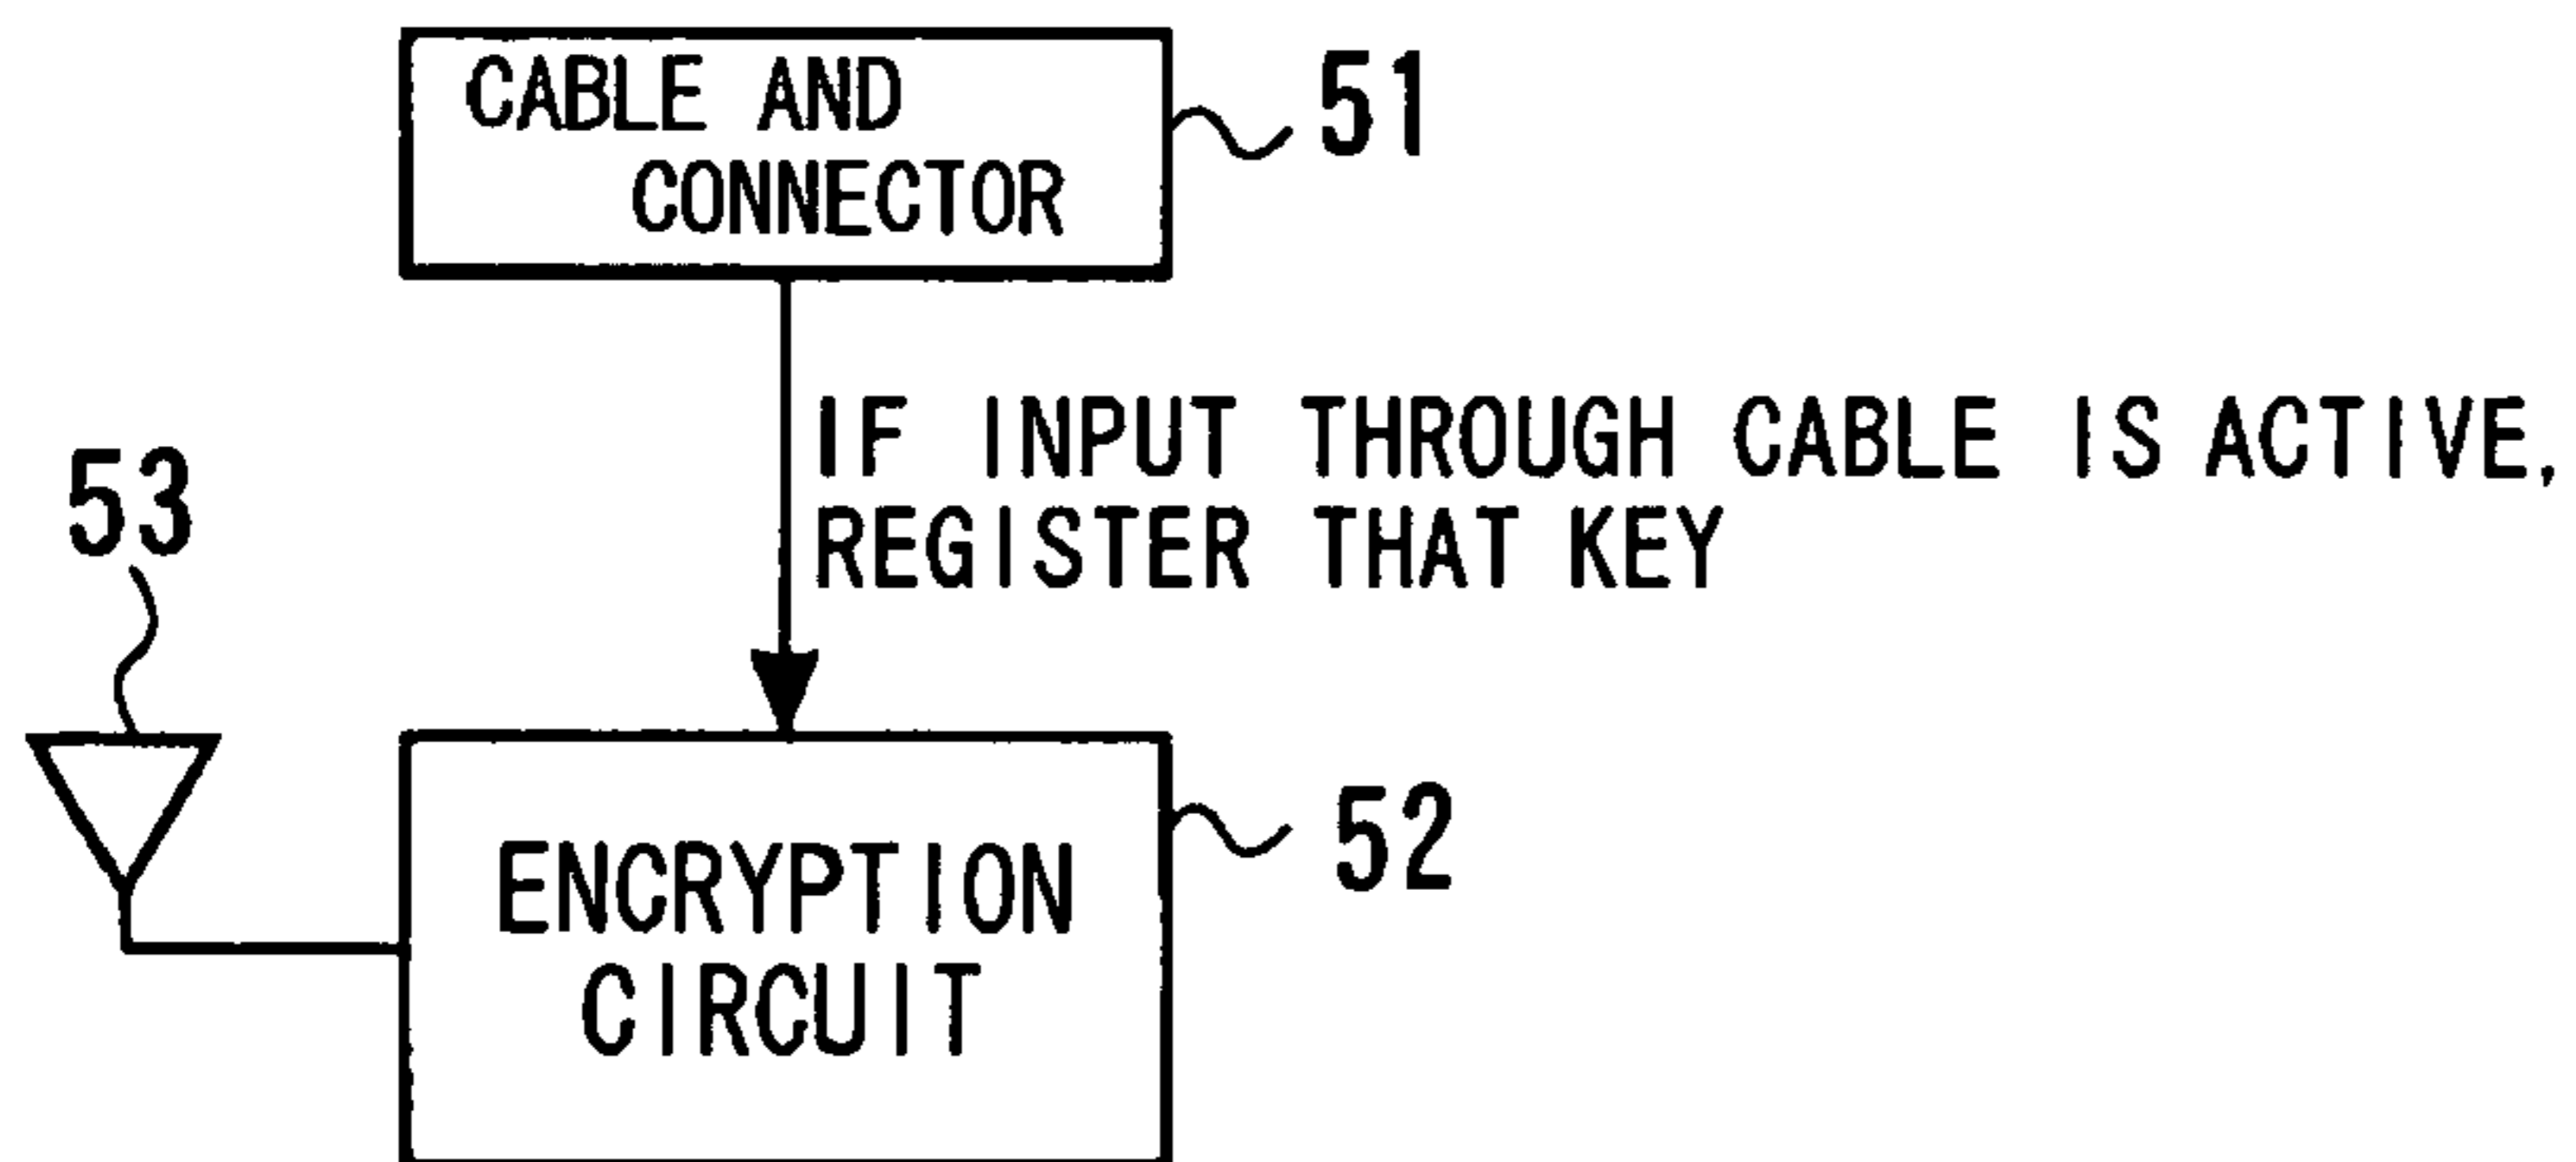 CABLE AND
CONNECTOR
51
IF INPUT THROUGH CABLE IS ACTIVE,
REGISTER THAT KEY
53
ENCRYPTION
CIRCUIT
52